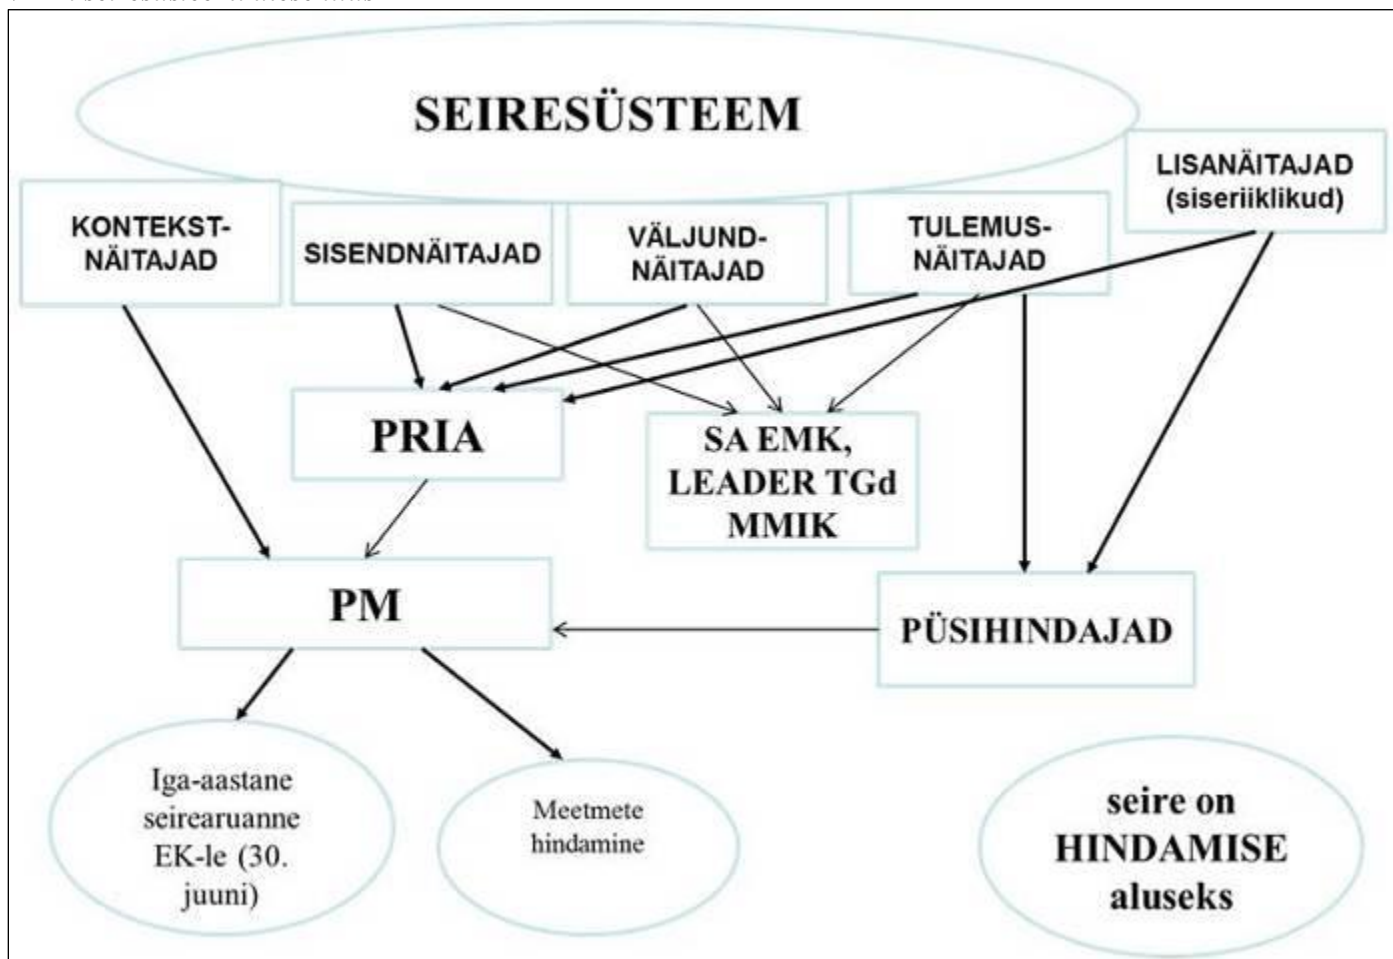 SEIRESÜSTEEM
LISANÄITAJAD
(siseriiklikud)
KONTEKST-
NÄITAJAD
SISENDNÄITAJAD
VÄLJUND-
NÄITAJAD
TULEMUS-
NÄITAJAD
PRIA
SA EMK,
LEADER TGd
MMIK
PM
PÜSIHINDAJAD
Iga-aastane
seirearuanne
EK-le (30.
juuni)
Meetmete
hindamine
seire on
HINDAMISE
aluseks